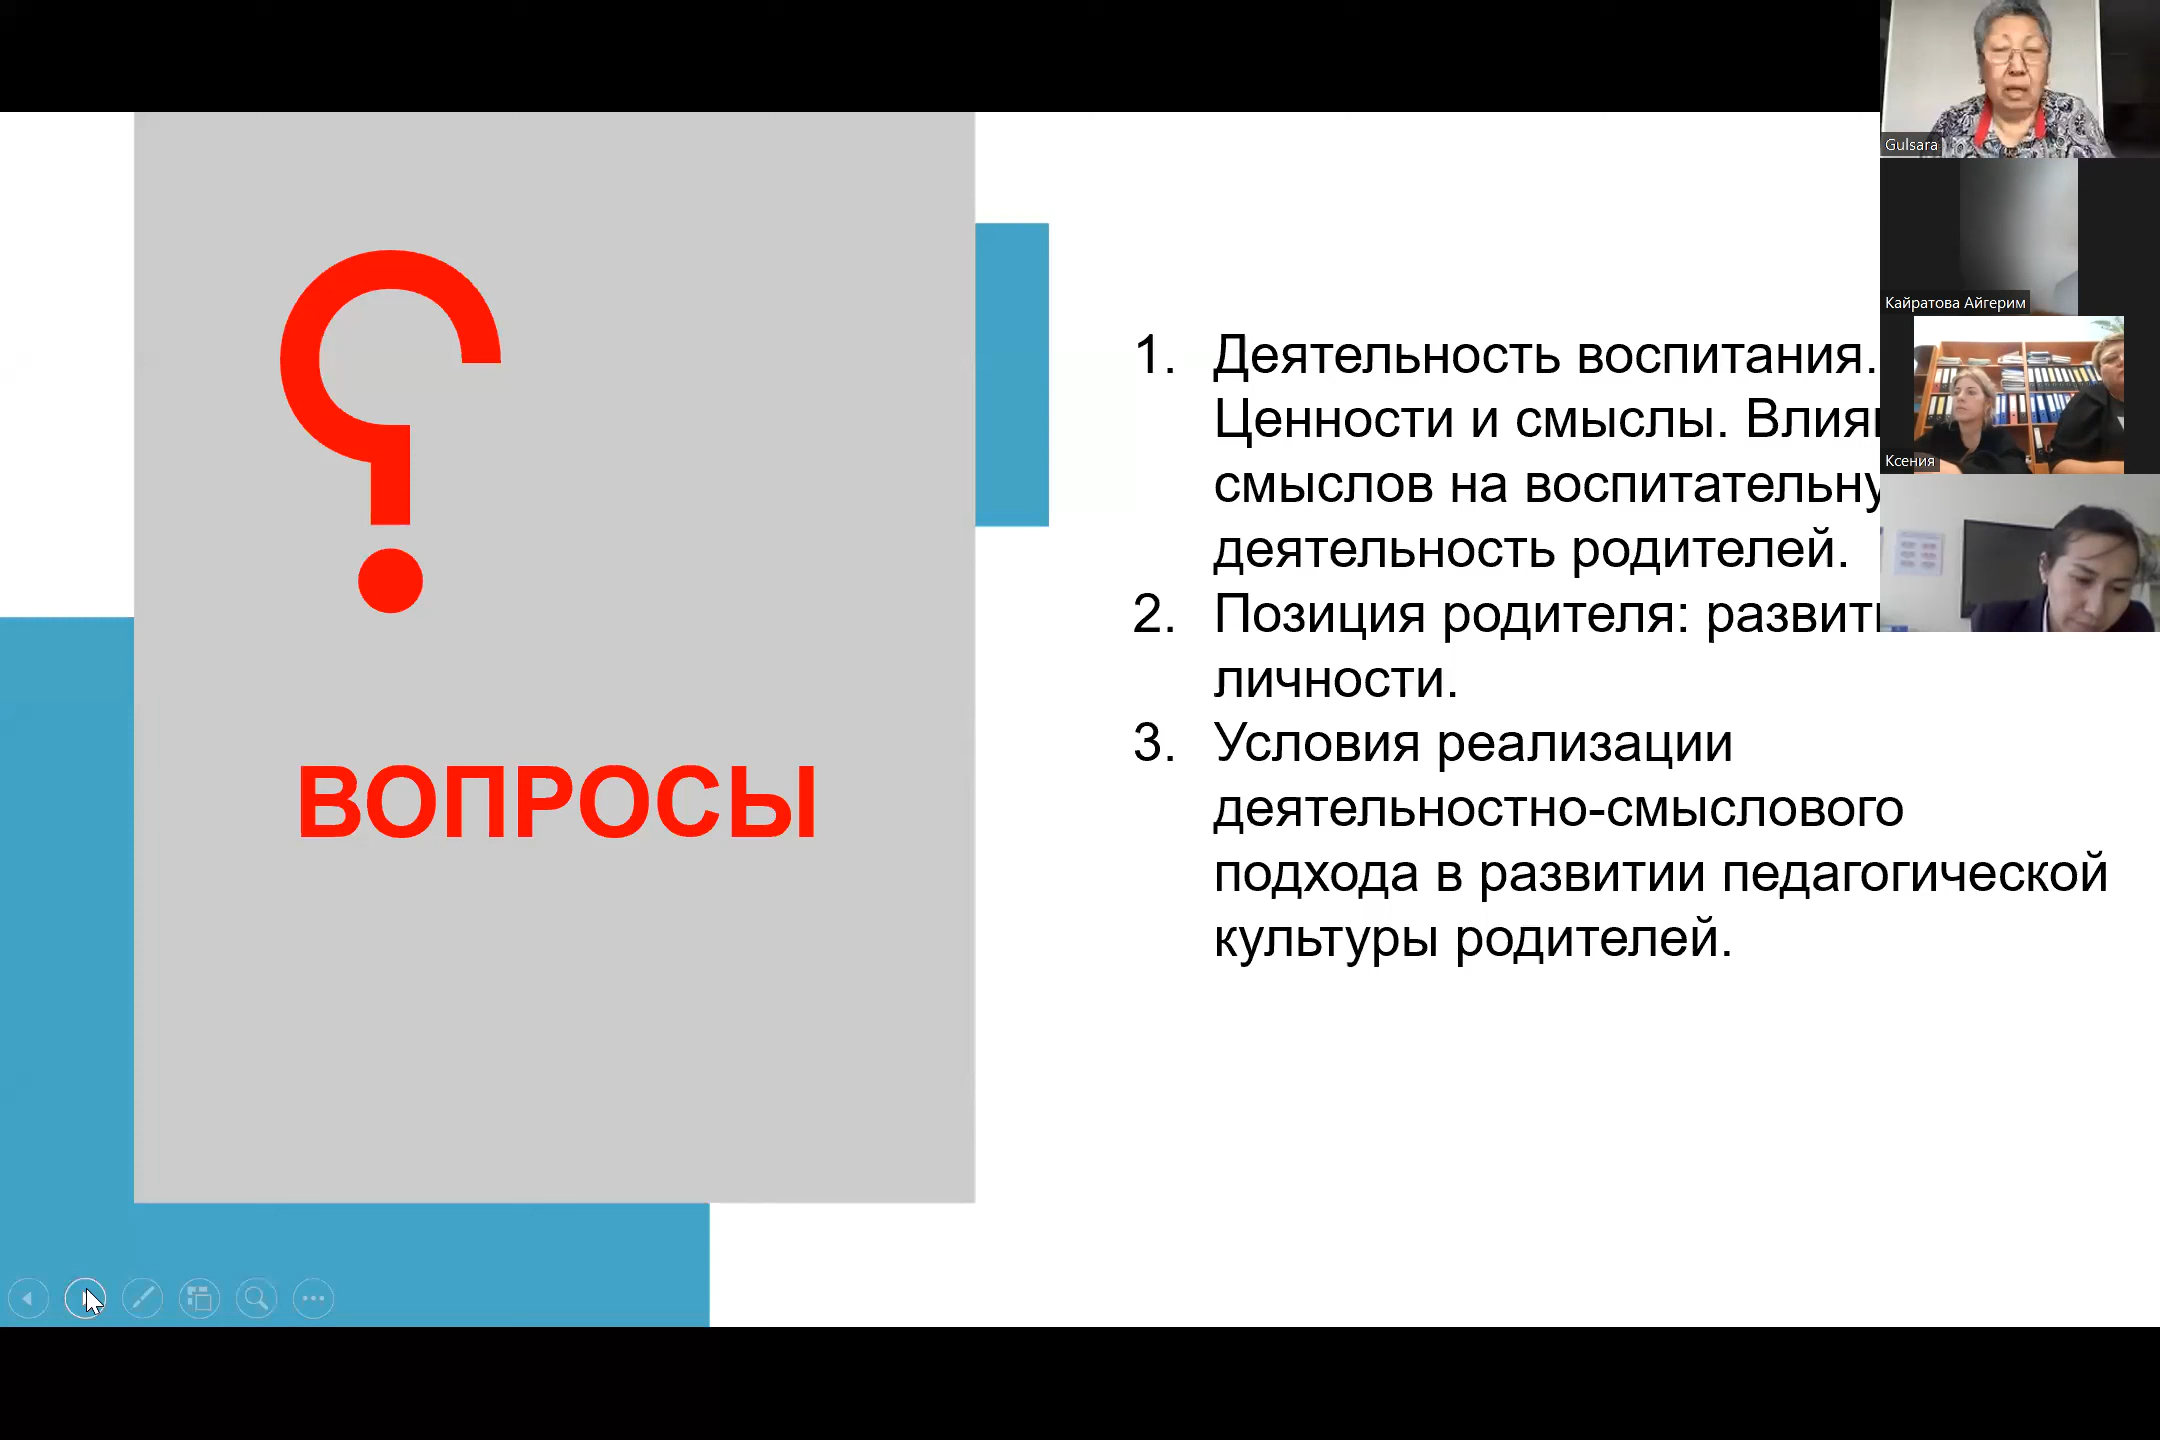 ВОПРОСЫ
1. Деятельность воспитания.
Ценности и смыслы.
смыслов на
деятельность родителей.
2. Позиция родителя:
личности.
3. Условия реализации
деятельностно-смыслового
подхода в развитии педагогической
культуры родителей.
Gulsara
Кайратова Айгерим
Ксения